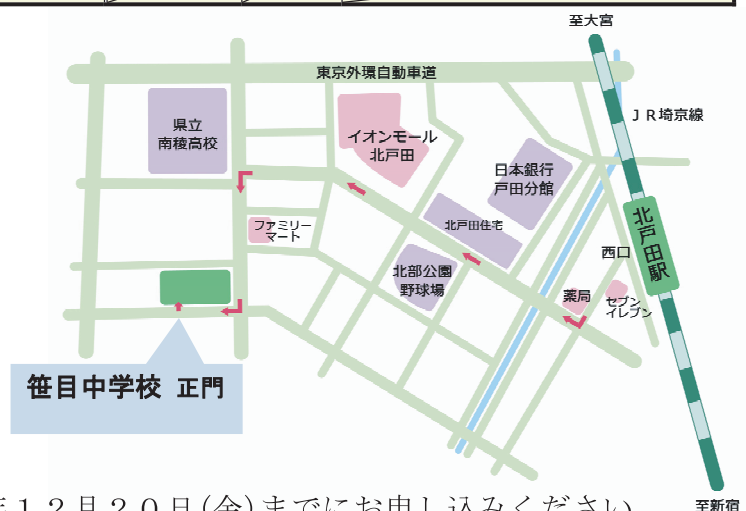 至大宮
東京外環自動車道
ＪＲ埼京線
県立
南稜高校
イオンモール
北戸田
日本銀行
戸田分館
北戸田住宅
北戸田駅
ファミリー
マート
西口
北部公園
野球場
薬局
セブン
イレブン
笹目中学校 正門
年１２月２０日(金)までにお申し込みください
至新宿